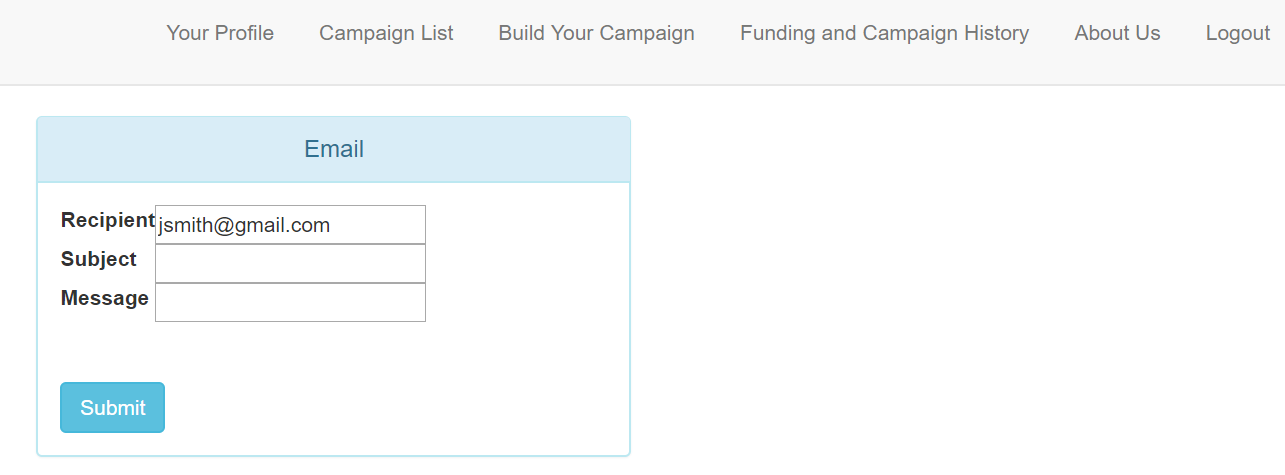 Your Profile Campaign List Build Your Campaign Funding and Campaign History About Us Logout
Email
Recipient jsmith@gmail.com
Subject
Message
Submit